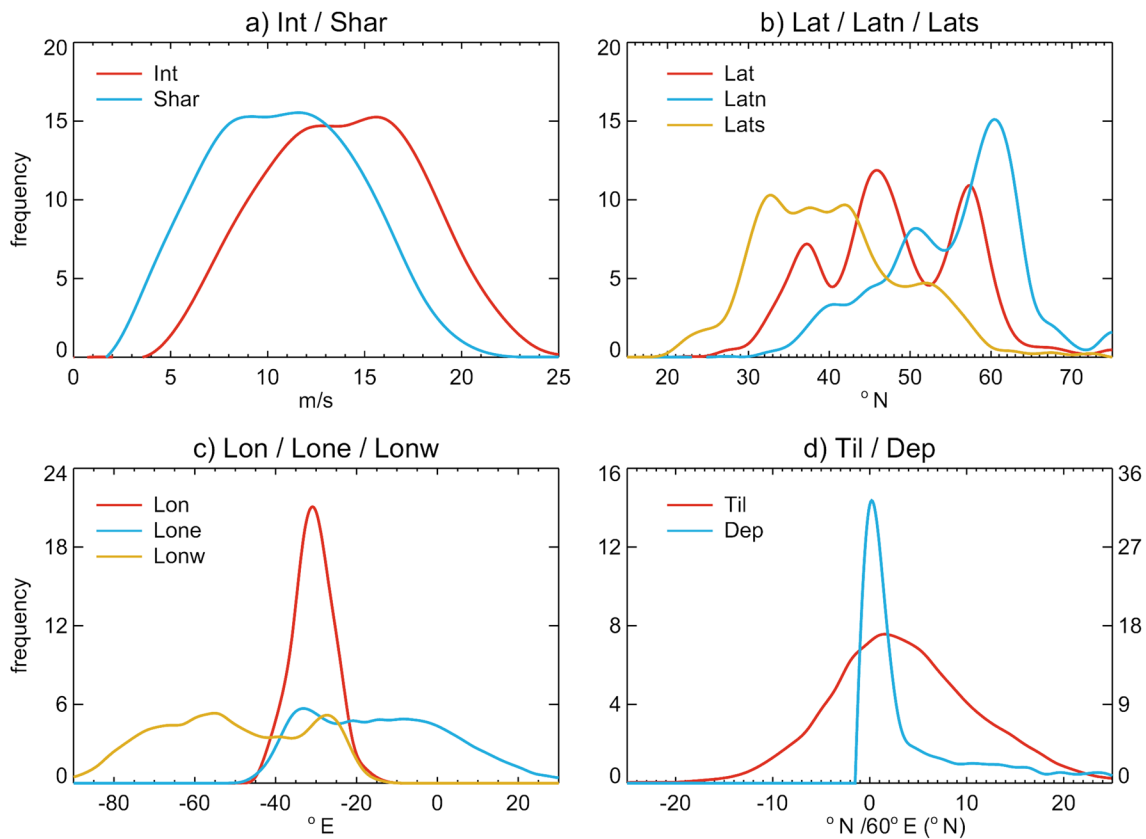 a) Int / Shar
b) Lat / Latn / Lats
20
15
10
5
0
frequency
Int
Shar
0 5 10 15 20 25
m/s
20
15
10
5
0
Lat
Latn
Lats
20 30 40 50 60 70
° N
c) Lon / Lone / Lonw
d) Til / Dep
24
18
12
6
0
frequency
Lon
Lone
Lonw
-80 -60 -40 -20 0 20
° E
16
12
8
4
0
Til
Dep
36
27
18
9
0
-20 -10 0 10 20
° N /60° E (° N)